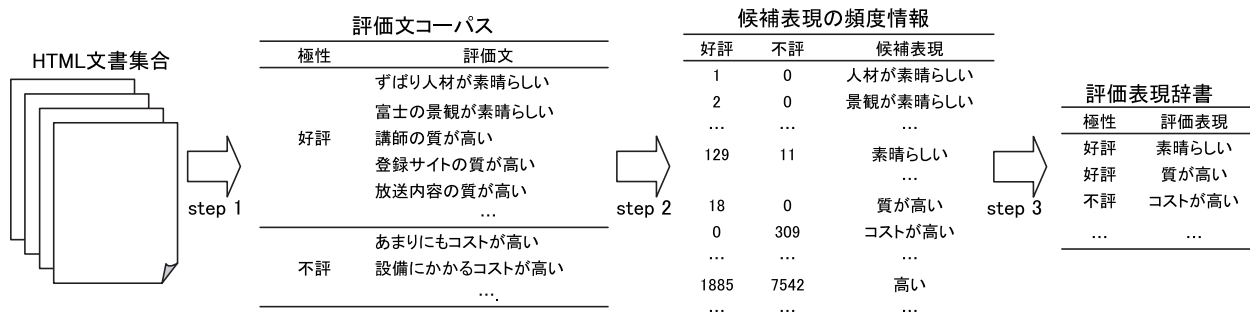 HTML文書集合
step 1
評価文コーパス
極性 評価文
ずばり人材が素晴らしい
富士の景観が素晴らしい
好評 講師の質が高い
登録サイトの質が高い
放送内容の質が高い
…
あまりにもコストが高い
不評 設備にかかるコストが高い
….
step 2
候補表現の頻度情報
好評 不評 候補表現
1 0 人材が素晴らしい
2 0 景観が素晴らしい
… … …
129 11 素晴らしい
…
18 0 質が高い
0 309 コストが高い
… … …
1885 7542 高い
… … …
step 3
評価表現辞書
極性 評価表現
好評 素晴らしい
好評 質が高い
不評 コストが高い
… …